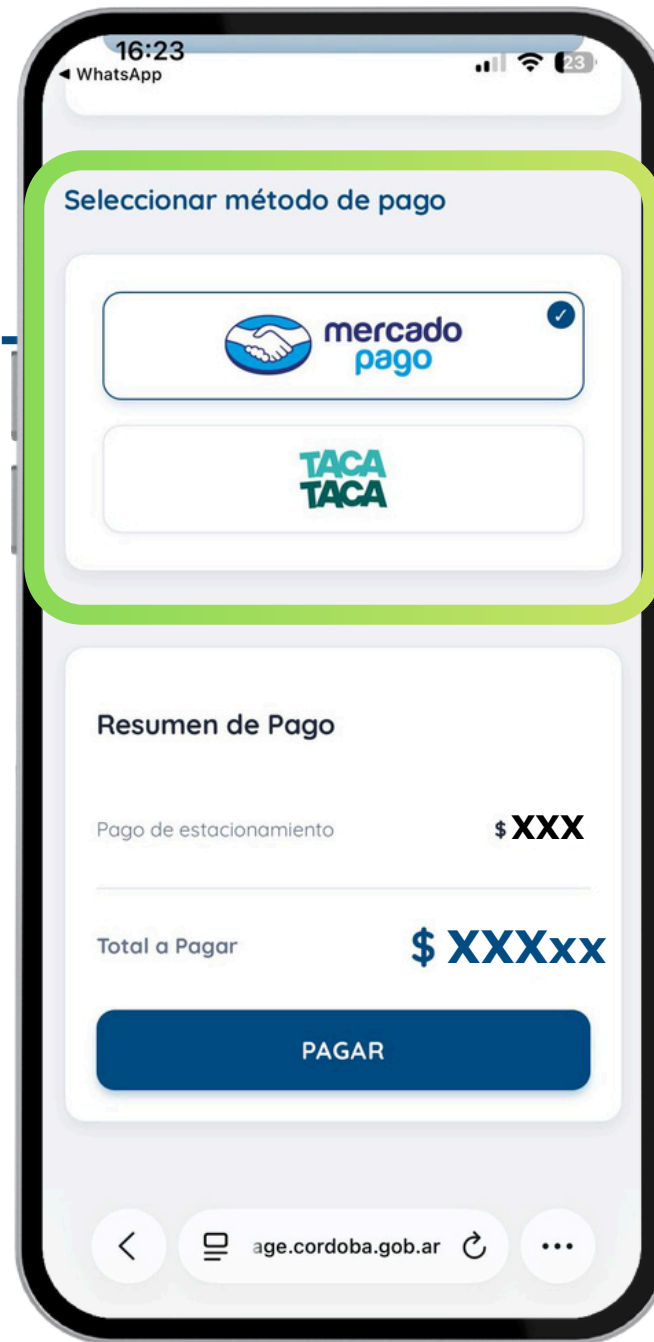 16:23
WhatsApp
23
Seleccionar método de pago
mercado
pago
TACA
TACA
Resumen de Pago
Pago de estacionamiento $ XXX
Total a Pagar $ XXXxx
PAGAR
age.cordoba.gob.ar